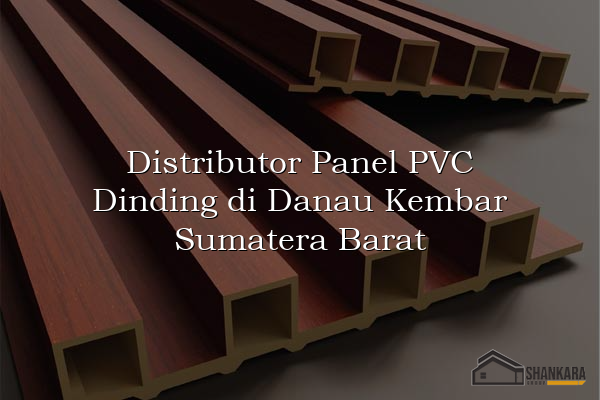 Distributor Panel PVC
Dinding di Danau Kembar
Sumatera Barat
SHANKARA